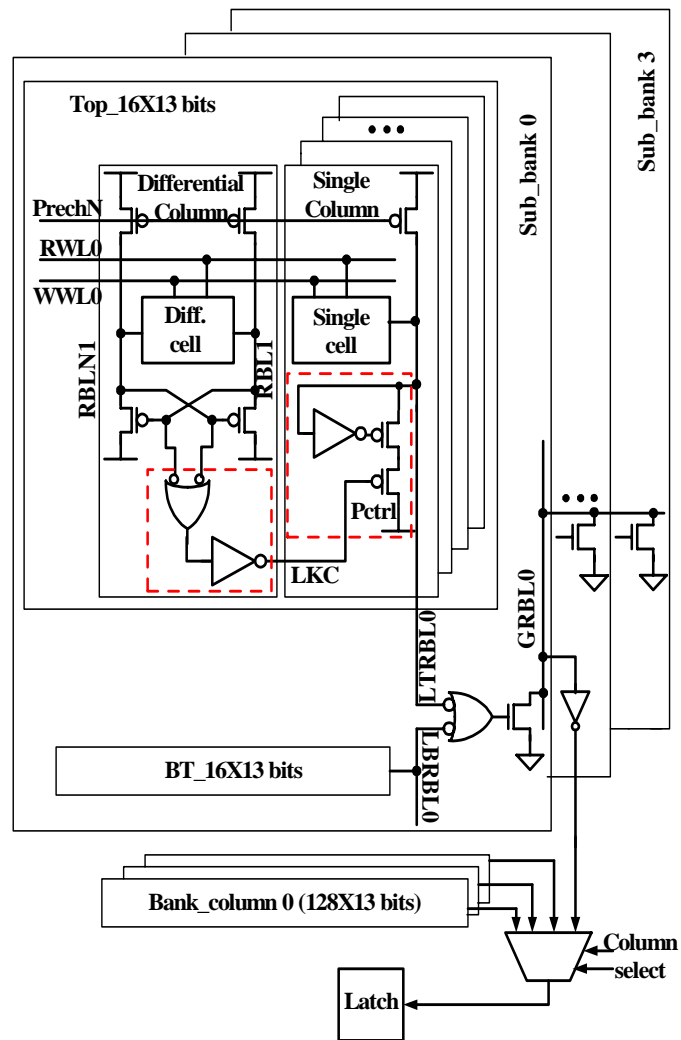 Top_16X13 bits
Sub_bank 0
Sub_bank 3
Differential
Column
Single
Column
PrechN
RWL0
WWL0
Diff.
cell
Single
cell
RBLN1
RBL1
Pctrl
LKC
LTRBL0
GRBL0
BT_16X13 bits
LBRBL0
Bank_column 0 (128X13 bits)
Column
select
Latch